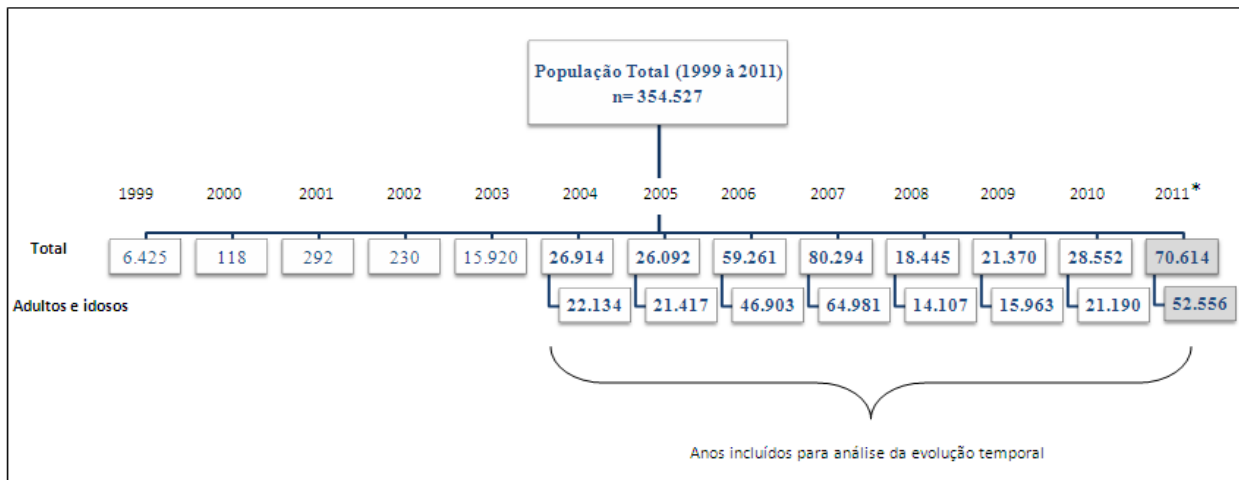 População Total (1999 à 2011)
n= 354.527
1999 2000 2001 2002 2003 2004 2005 2006 2007 2008 2009 2010 2011*
Total 6.425 118 292 230 15.920 26.914 26.092 59.261 80.294 18.445 21.370 28.552 70.614
Adultos e idosos 22.134 21.417 46.903 64.981 14.107 15.963 21.190 52.556
Anos incluídos para análise da evolução temporal